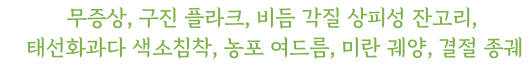 무증상, 구진 플라크, 비듬 각질 상피성 잔고리,
태선화과다 색소침착, 농포 여드름, 미란 궤양, 결절 종궤